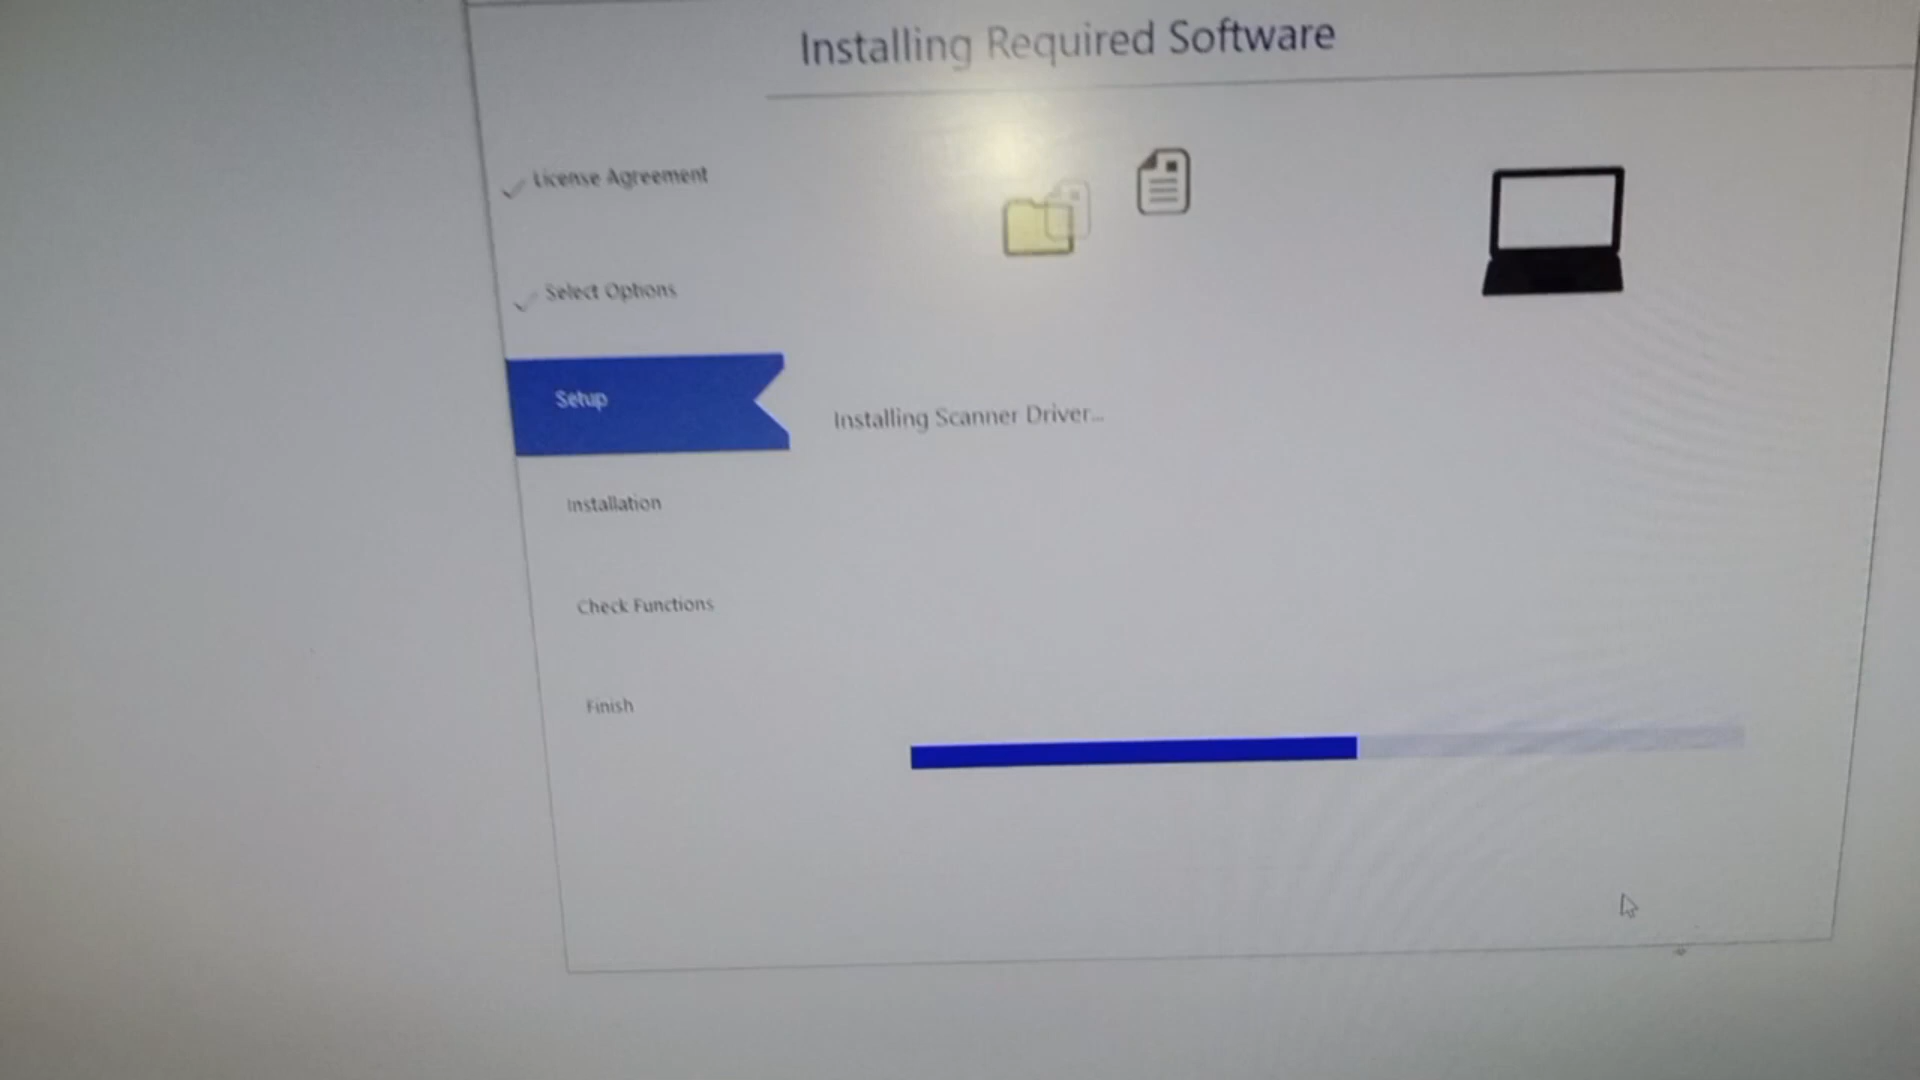 Installing Required Software
License Agreement
Select Options
Setup
Installing Scanner Driver...
Installation
Check Functions
Finish